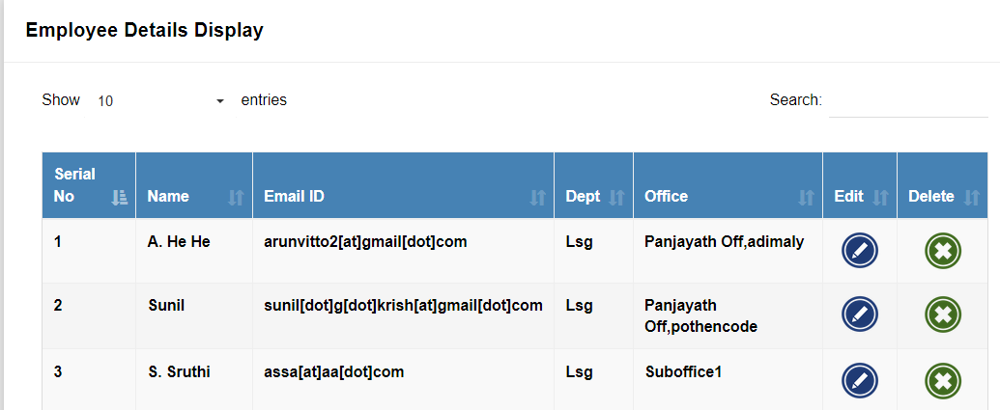 Employee Details Display
Show 10 entries Search:
Serial
No Name Email ID Dept Office Edit Delete
1 A. He He arunvitto2[at]gmail[dot]com Lsg Panjayath Off,adimaly
2 Sunil sunil[dot]g[dot]krish[at]gmail[dot]com Lsg Panjayath
Off,pothencode
3 S. Sruthi assa[at]aa[dot]com Lsg Suboffice1